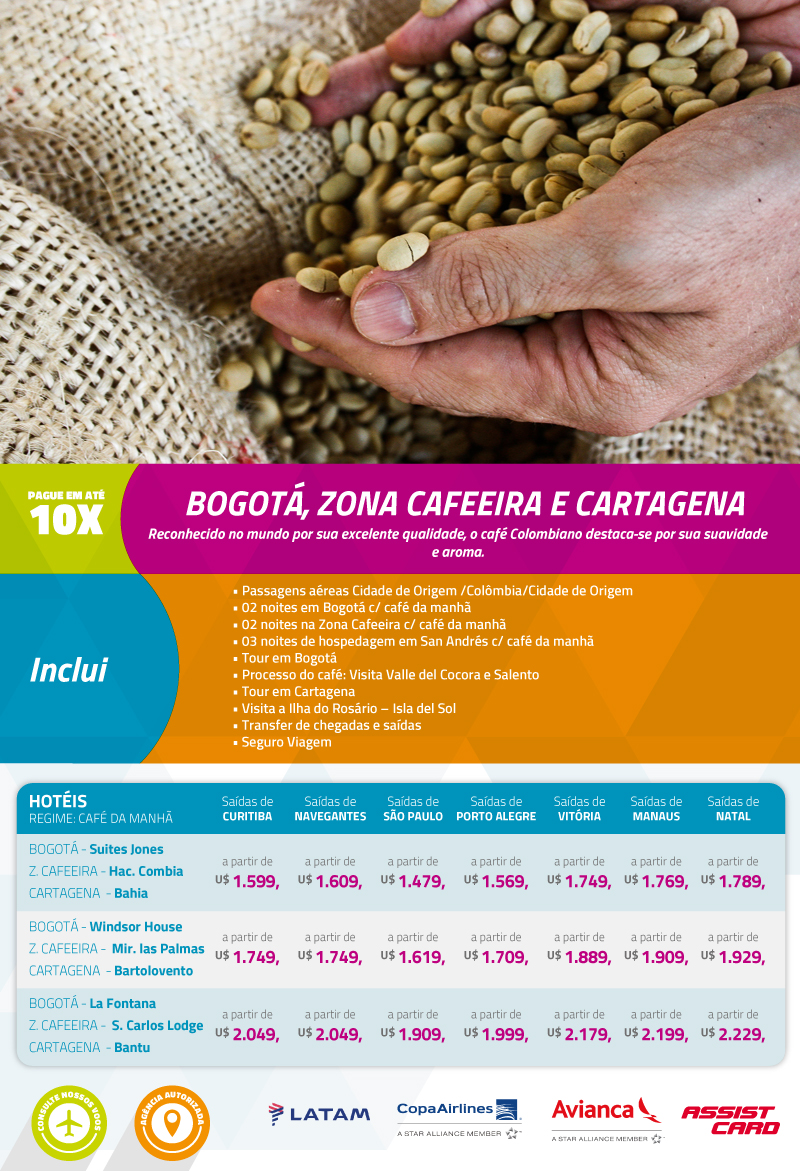 PAGUE EM ATÉ
10X
BOGOTÁ, ZONA CAFEEIRA E CARTAGENA
Reconhecido no mundo por sua excelente qualidade, o café Colombiano destaca-se por sua suavidade
e aroma.
Inclui
• Passagens aéreas Cidade de Origem /Colômbia/Cidade de Origem
• 02 noites em Bogotá c/ café da manhã
• 02 noites na Zona Cafeeira c/ café da manhã
• 03 noites de hospedagem em San Andrés c/ café da manhã
• Tour em Bogotá
• Processo do café: Visita Valle del Cocora e Salento
• Tour em Cartagena
• Visita a Ilha do Rosário – Isla del Sol
• Transfer de chegadas e saídas
• Seguro Viagem
HOTÉIS
REGIME: CAFÉ DA MANHÃ
Saídas de CURITIBA
Saídas de NAVEGANTES
Saídas de SÃO PAULO
Saídas de PORTO ALEGRE
Saídas de VITÓRIA
Saídas de MANAUS
Saídas de NATAL
BOGOTÁ - Suites Jones
Z. CAFEEIRA - Hac. Combia
CARTAGENA - Bahia
a partir de a partir de a partir de a partir de a partir de a partir de a partir de
U$ 1.599, U$ 1.609, U$ 1.479, U$ 1.569, U$ 1.749, U$ 1.769, U$ 1.789,
BOGOTÁ - Windsor House
Z. CAFEEIRA - Mir. las Palmas
CARTAGENA - Bartolovento
a partir de a partir de a partir de a partir de a partir de a partir de a partir de
U$ 1.749, U$ 1.749, U$ 1.619, U$ 1.709, U$ 1.889, U$ 1.909, U$ 1.929,
BOGOTÁ - La Fontana
Z. CAFEEIRA - S. Carlos Lodge
CARTAGENA - Bantu
a partir de a partir de a partir de a partir de a partir de a partir de a partir de
U$ 2.049, U$ 2.049, U$ 1.909, U$ 1.999, U$ 2.179, U$ 2.199, U$ 2.229,
CONSULTE NOSSOS VOOS
AGÊNCIA AUTORIZADA
LATAM
CopaAirlines
A STAR ALLIANCE MEMBER
Avianca
A STAR ALLIANCE MEMBER
ASSIST
CARD